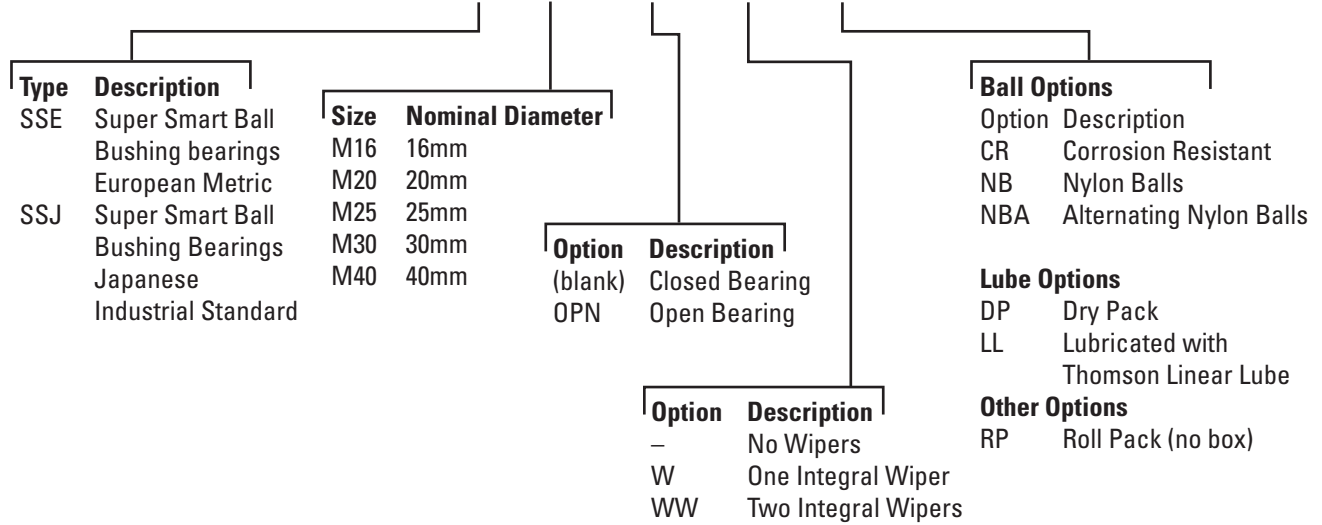 Type Description
SSE Super Smart Ball
Bushing bearings
European Metric
SSJ Super Smart Ball
Bushing Bearings
Japanese
Industrial Standard
Size Nominal Diameter
M16 16mm
M20 20mm
M25 25mm
M30 30mm
M40 40mm
Option Description
(blank) Closed Bearing
OPN Open Bearing
Option Description
– No Wipers
W One Integral Wiper
WW Two Integral Wipers
Ball Options
Option Description
CR Corrosion Resistant
NB Nylon Balls
NBA Alternating Nylon Balls
Lube Options
DP Dry Pack
LL Lubricated with
Thomson Linear Lube
Other Options
RP Roll Pack (no box)